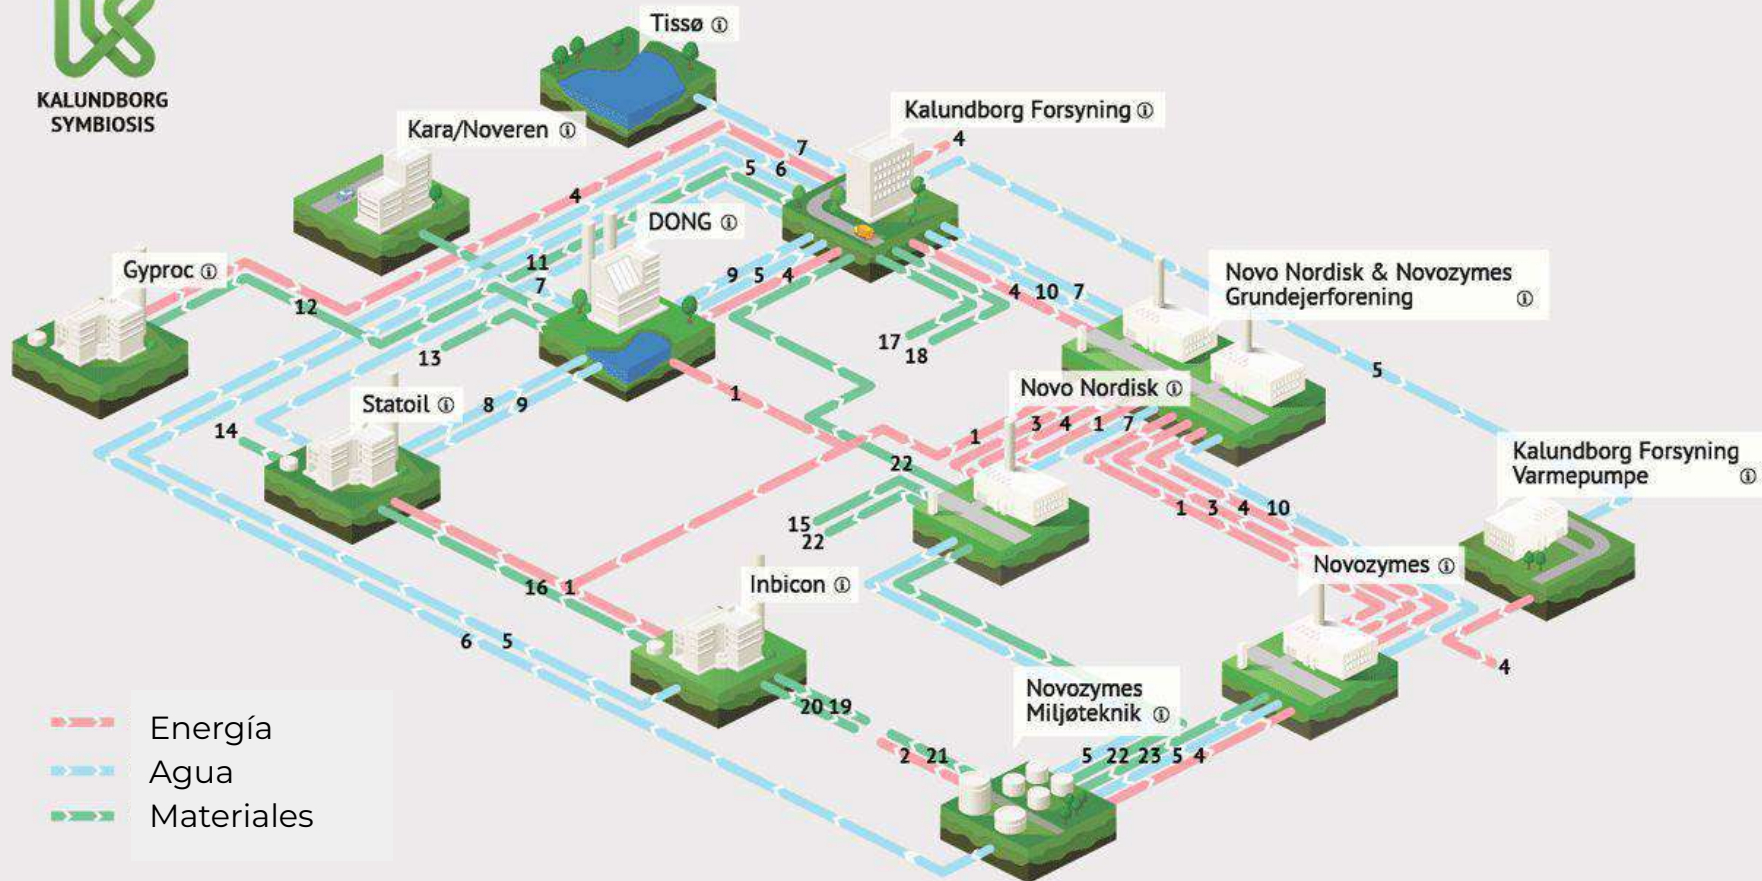 KALUNDBORG
SYMBIOSIS
Tissø
Kara/Noveren
Kalundborg Forsyning
4
7
5 6
4
DONG
Gyproc
11
7
9 5 4
12
13
4 10 7
Novo Nordisk & Novozymes
Grundejerforening
17
18
5
Novo Nordisk
1
Statoil
8 9
14
1 3 4 1 7
22
Kalundborg Forsyning
Varmepumpe
15
22
1 3 4 10
Inbicon
16 1
Novozymes
6 5
4
20 19
Novozymes
Miljøteknik
2 21
5 22 23 5 4
Energía
Agua
Materiales